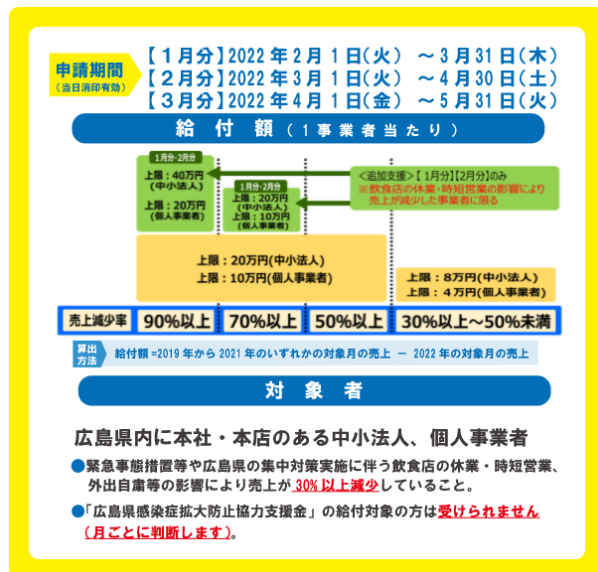 申請期間
(当日消印有効)
【1月分】2022年2月1日(火) ～3月31日(木)
【2月分】2022年3月1日(火) ～4月30日(土)
【3月分】2022年4月1日(金) ～5月31日(火)
給付額(1事業者当たり)
1月分・2月分
上限：40万円
(中小法人)
上限：20万円
(個人事業者)
1月分・2月分
上限：20万円
(中小法人)
上限：10万円
(個人事業者)
<追加支援>【1月分】【2月分】のみ
※飲食店の休業・時短営業の影響により
売上が減少した事業者に限る
上限：20万円(中小法人)
上限：10万円(個人事業者)
上限：8万円(中小法人)
上限：4万円(個人事業者)
売上減少率 90%以上 70%以上 50%以上 30%以上～50%未満
算出
方法
給付額=2019年から2021年のいずれかの対象月の売上 － 2022年の対象月の売上
対象者
広島県内に本社・本店のある中小法人、個人事業者
●緊急事態措置等や広島県の集中対策実施に伴う飲食店の休業・時短営業、
外出自粛等の影響により売上が30%以上減少していること。
●「広島県感染症拡大防止協力支援金」の給付対象の方は受けられません
(月ごとに判断します)。